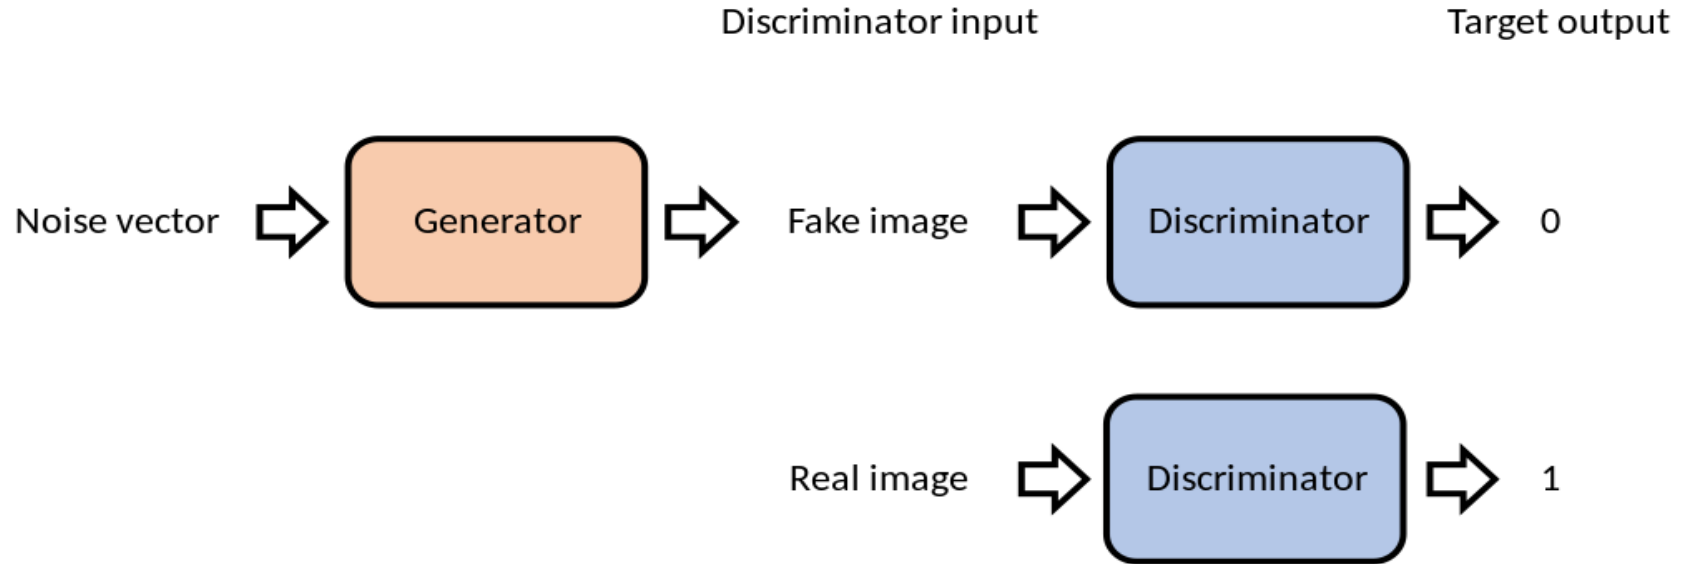 Discriminator input
Target output
Noise vector
Generator
Fake image
Discriminator
0
Real image
Discriminator
1